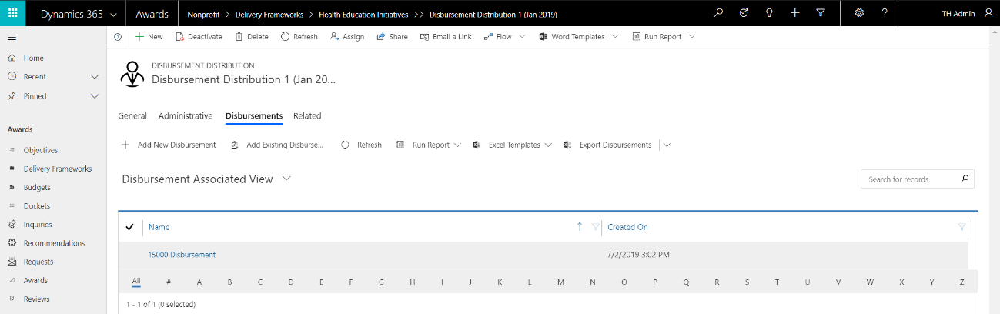 Dynamics 365 Awards Nonprofit > Delivery Frameworks > Health Education Initiatives >> Disbursement Distribution 1 (Jan 2019) ? TH Admin
New Deactivate Delete Refresh Assign Share Email a Link Flow Word Templates Run Report
Home
Recent
Pinned
Awards
Objectives
Delivery Frameworks
Budgets
Dockets
Inquiries
Recommendations
Requests
Awards
Reviews
DISBURSEMENT DISTRIBUTION
Disbursement Distribution 1 (Jan 20...
General Administrative Disbursements Related
Add New Disbursement Add Existing Disburse... Refresh Run Report Excel Templates Export Disbursements
Disbursement Associated View Search for records
Name Created On
15000 Disbursement 7/2/2019 3:02 PM
All # A B C D E F G H I J K L M N O P Q R S T U V W X Y Z
1 - 1 of 1 (0 selected)